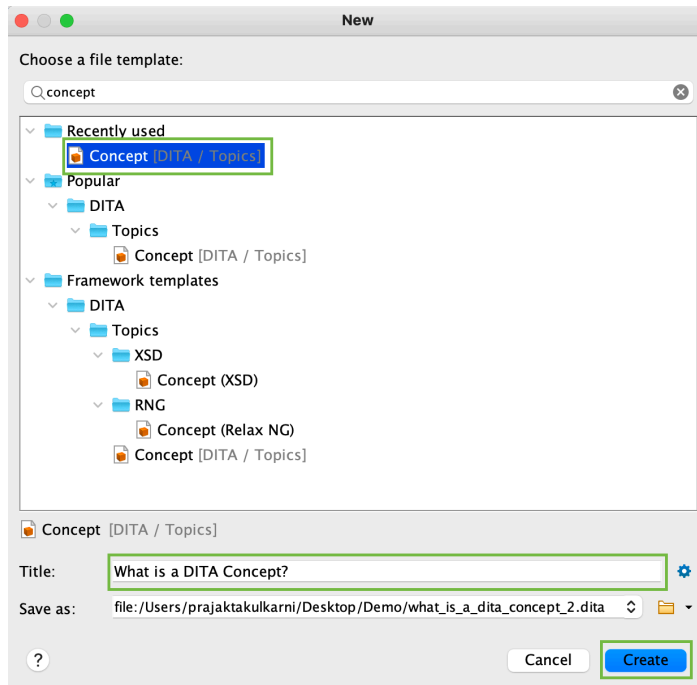 New
Choose a file template:
concept
Recently used
Concept [DITA / Topics]
Popular
DITA
Topics
Concept [DITA / Topics]
Framework templates
DITA
Topics
XSD
Concept (XSD)
RNG
Concept (Relax NG)
Concept [DITA / Topics]
Concept [DITA / Topics]
Title: What is a DITA Concept?
Save as: file:/Users/prajaktakulkarni/Desktop/Demo/what_is_a_dita_concept_2.dita
? Cancel Create